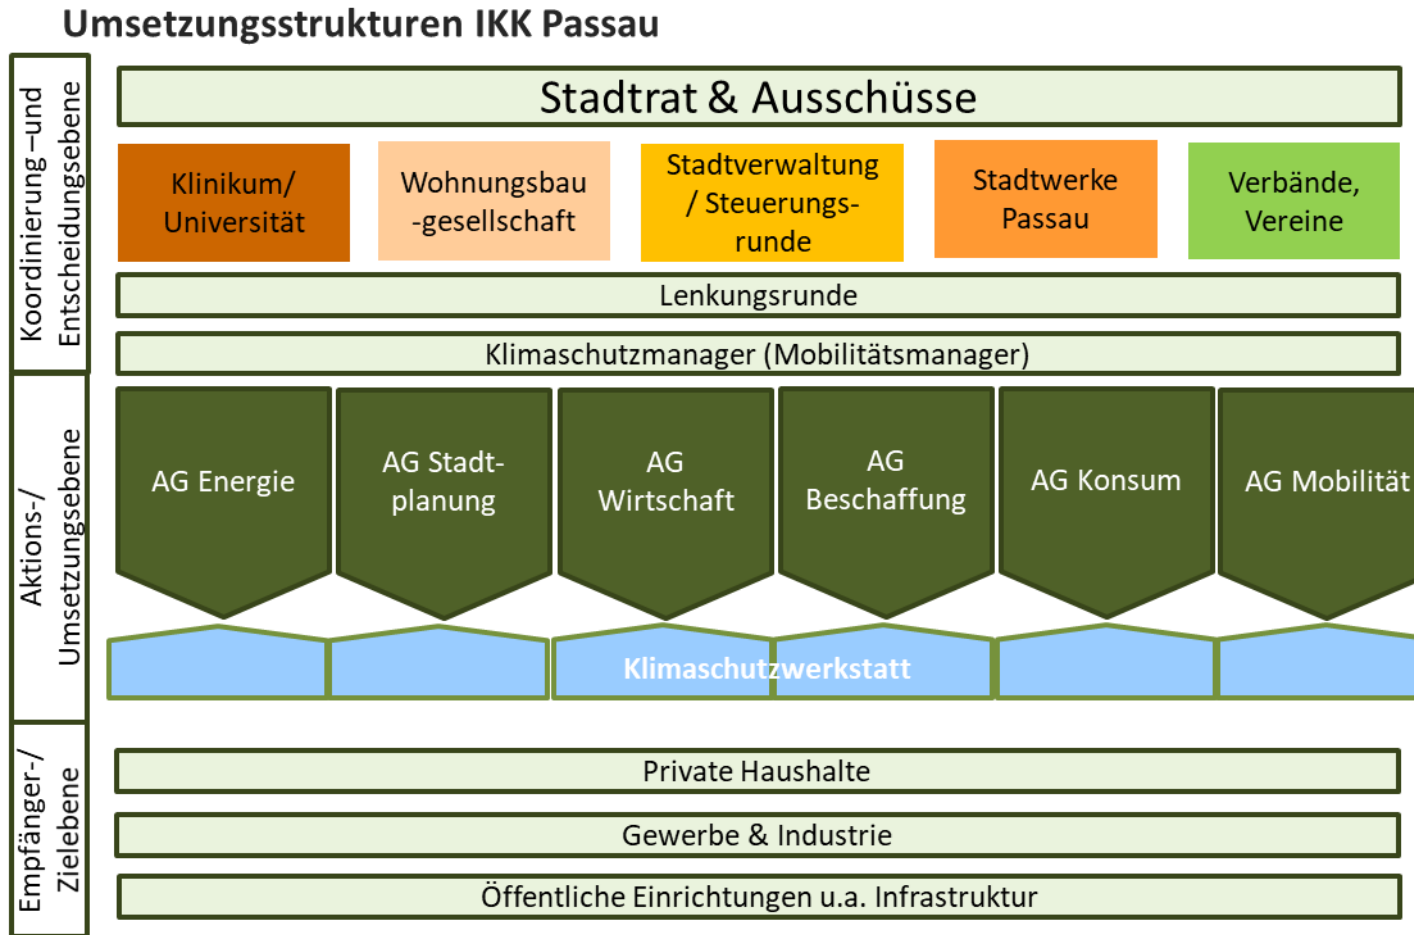 Umsetzungsstrukturen IKK Passau
Koordinierung –und
Entscheidungsebene
Stadtrat & Ausschüsse
Klinikum/
Universität
Wohnungsbau
-gesellschaft
Stadtverwaltung
/ Steuerungs-
runde
Stadtwerke
Passau
Verbände,
Vereine
Lenkungsrunde
Klimaschutzmanager (Mobilitätsmanager)
Aktions-/
Umsetzungsebene
AG Energie
AG Stadt-
planung
AG
Wirtschaft
AG
Beschaffung
AG Konsum
AG Mobilität
Klimaschutzwerkstatt
Empfänger-/
Zielebene
Private Haushalte
Gewerbe & Industrie
Öffentliche Einrichtungen u.a. Infrastruktur